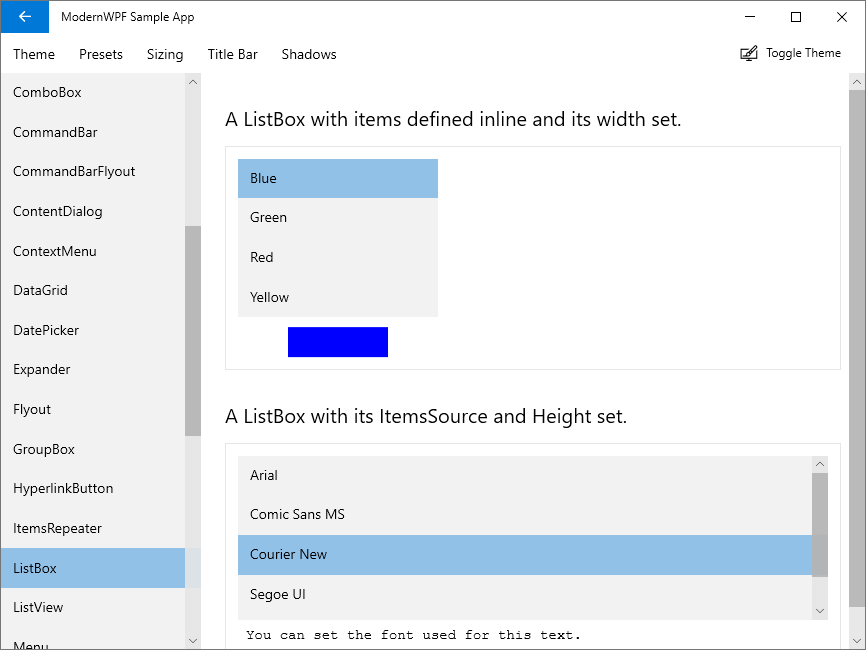 ModernWPF Sample App
Theme Presets Sizing Title Bar Shadows Toggle Theme
ComboBox
CommandBar
CommandBarFlyout
ContentDialog
ContextMenu
DataGrid
DatePicker
Expander
Flyout
GroupBox
HyperlinkButton
ItemsRepeater
ListBox
ListView
Menu
A ListBox with items defined inline and its width set.
Blue
Green
Red
Yellow
A ListBox with its ItemsSource and Height set.
Arial
Comic Sans MS
Courier New
Segoe UI
You can set the font used for this text.